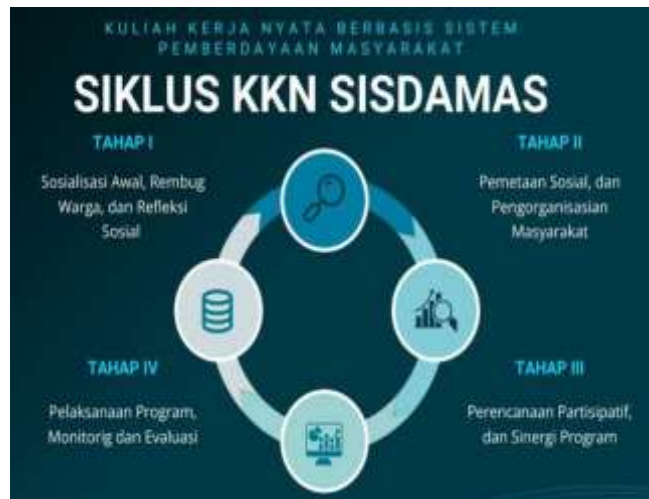 KULIAH KERJA NYATA BERBASIS SISTEM
PEMBERDAYAAN MASYARAKAT
SIKLUS KKN SISDAMAS
TAHAP I
Sosialisasi Awal, Rembug
Warga, dan Refleksi
Sosial
TAHAP II
Pemetaan Sosial, dan
Pengorganisasian
Masyarakat
TAHAP IV
Pelaksanaan Program,
Monitorig dan Evaluasi
TAHAP III
Perencanaan Partisipatif,
dan Sinergi Program